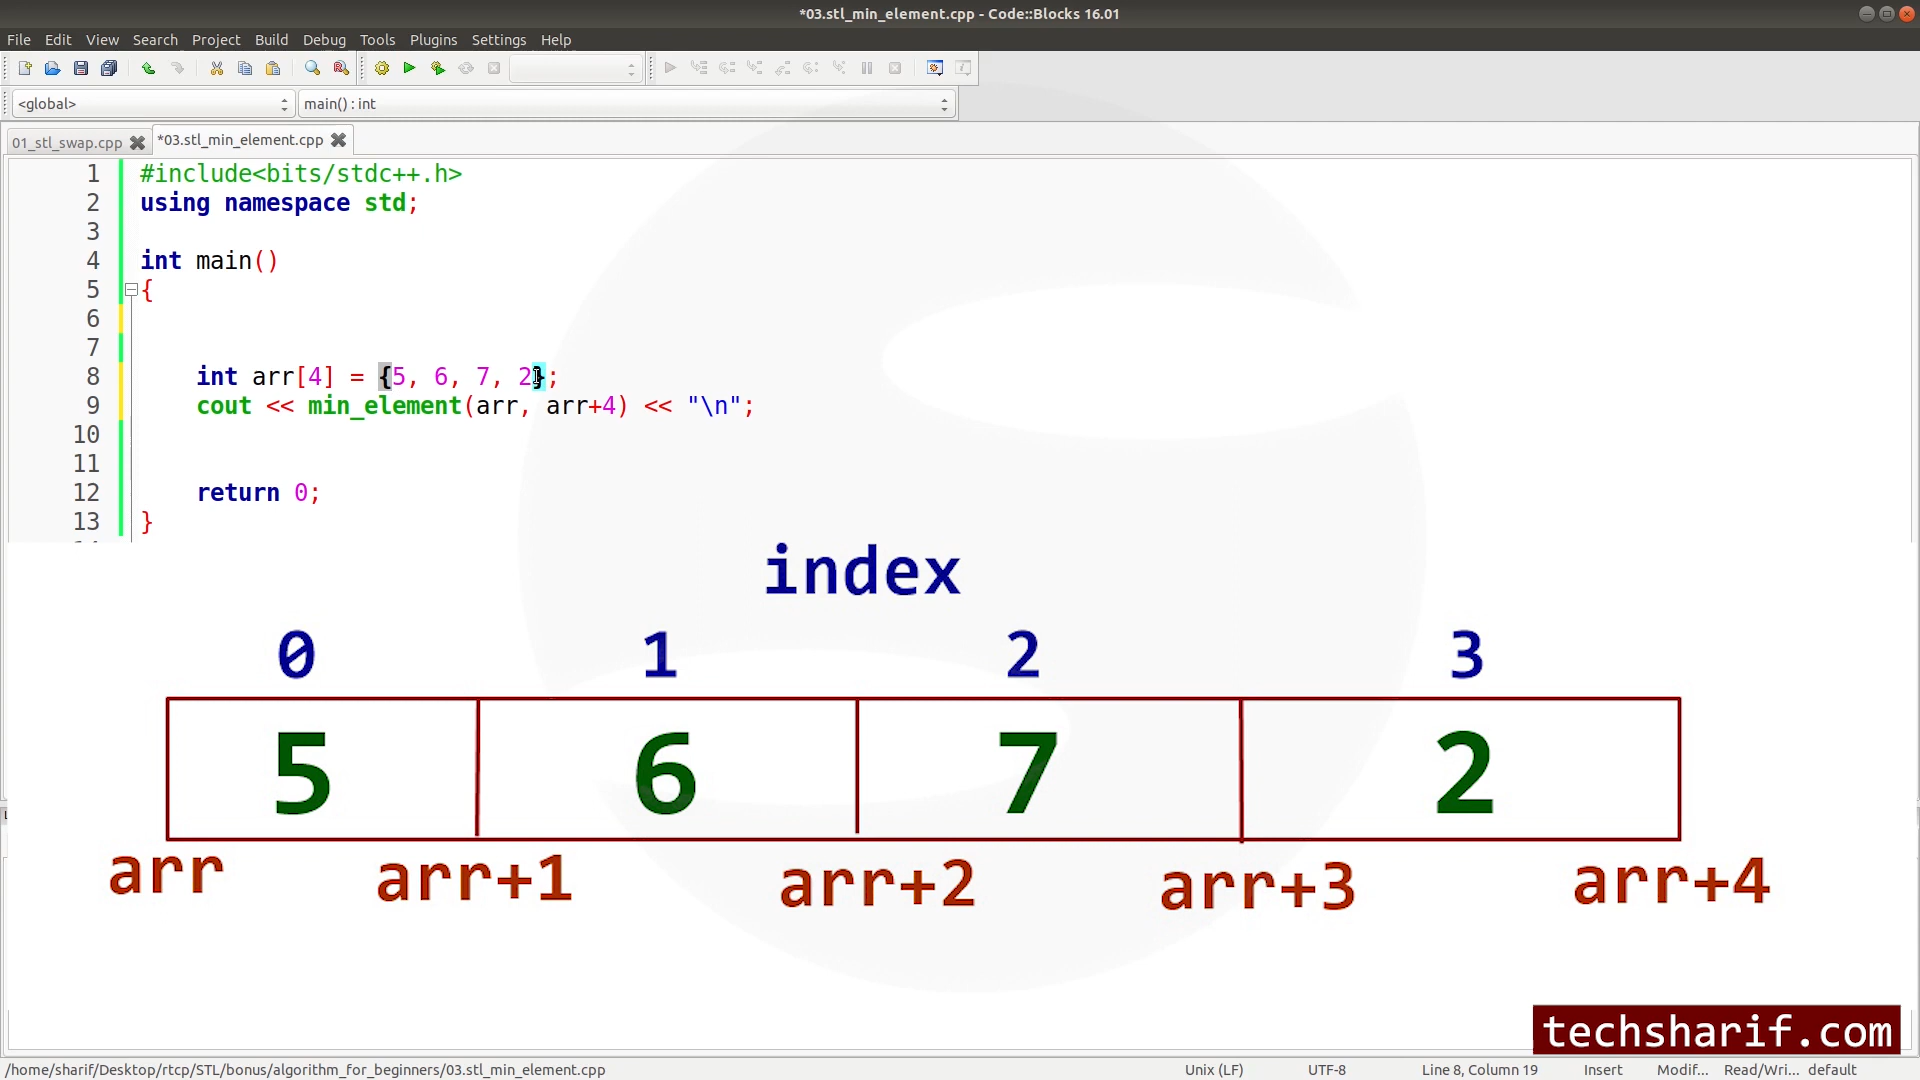 *03.stl_min_element.cpp - Code::Blocks 16.01
File Edit View Search Project Build Debug Tools Plugins Settings Help
<global> main() : int
01_stl_swap.cpp *03.stl_min_element.cpp
1 #include<bits/stdc++.h>
2 using namespace std;
3
4 int main()
5 {
6
7
8 int arr[4] = {5, 6, 7, 2};
9 cout << min_element(arr, arr+4) << "\n";
10
11
12 return 0;
13 }
index
0 1 2 3
5 6 7 2
arr arr+1 arr+2 arr+3 arr+4
techsharif.com
/home/sharif/Desktop/rtcp/STL/bonus/algorithm_for_beginners/03.stl_min_element.cpp Unix (LF) UTF-8 Line 8, Column 19 Insert Modif... Read/Wri... default